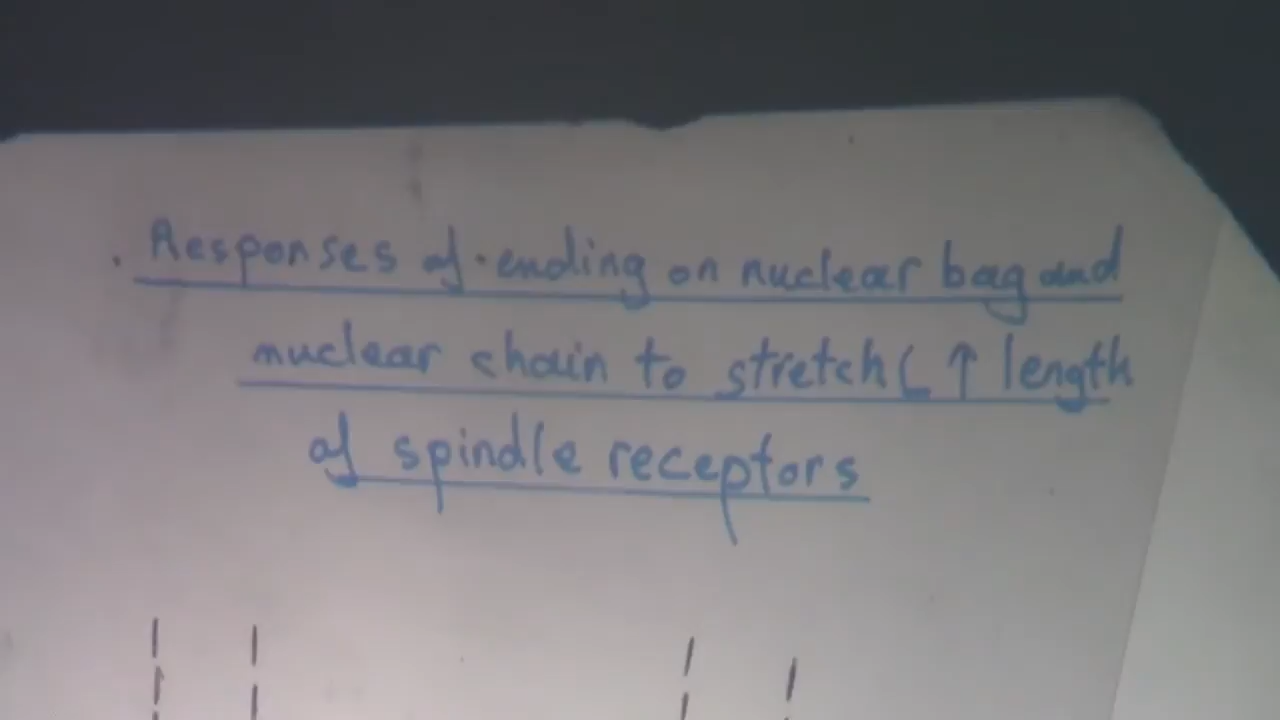 . Responses of . ending on nuclear bag and
nuclear chain to stretch ( ↑ length
of spindle receptors